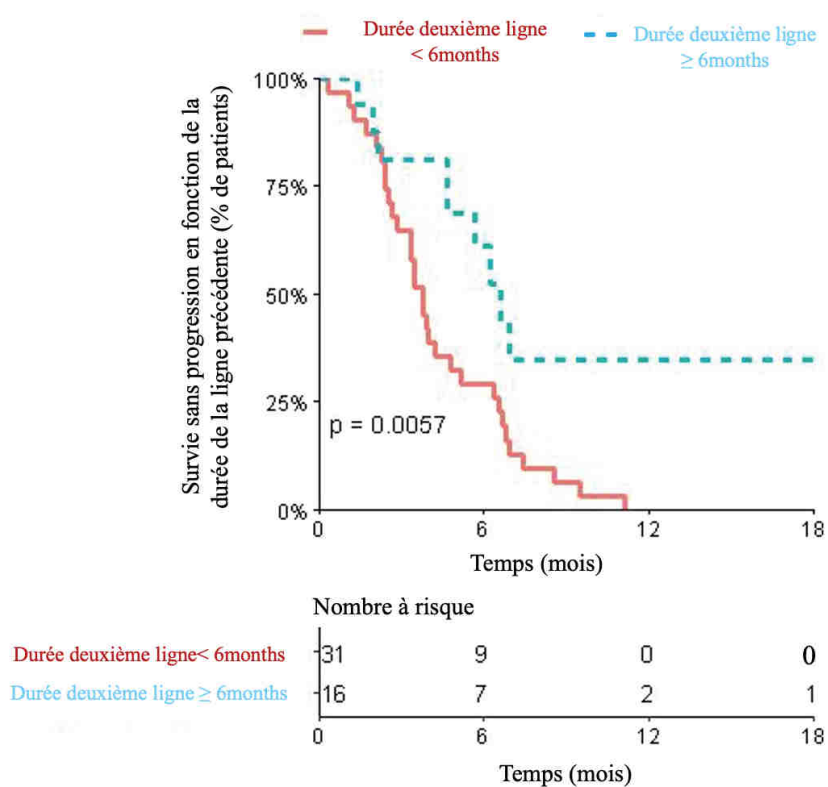 Durée deuxième ligne
< 6months
Durée deuxième ligne
≥ 6months
Survie sans progression en fonction de la
durée de la ligne précédente (% de patients)
100%
75%
50%
25%
0%
p = 0.0057
0 6 12 18
Temps (mois)
Nombre à risque
Durée deuxième ligne< 6months 31 9 0 0
Durée deuxième ligne ≥ 6months 16 7 2 1
0 6 12 18
Temps (mois)